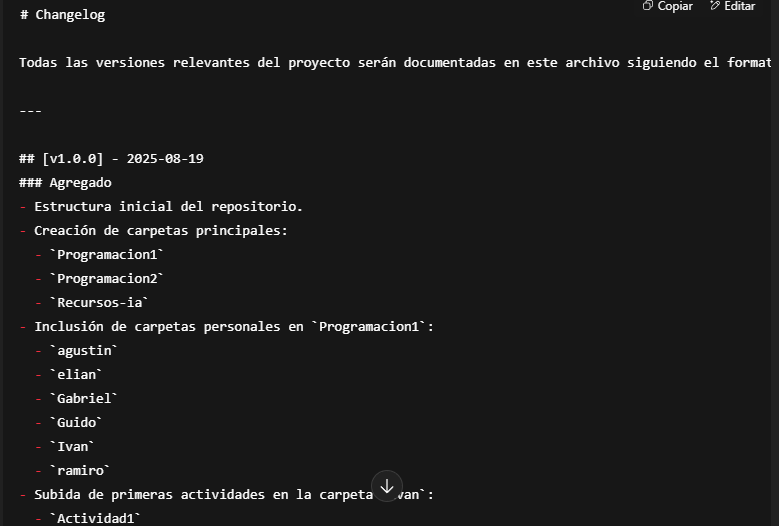 Copiar Editar
# Changelog
Todas las versiones relevantes del proyecto serán documentadas en este archivo siguiendo el format
---
## [v1.0.0] - 2025-08-19
### Agregado
- Estructura inicial del repositorio.
- Creación de carpetas principales:
- `Programacion1`
- `Programacion2`
- `Recursos-ia`
- Inclusión de carpetas personales en `Programacion1`:
- `agustin`
- `elian`
- `Gabriel`
- `Guido`
- `Ivan`
- `ramiro`
- Subida de primeras actividades en la carpeta van`:
- `Actividad1`